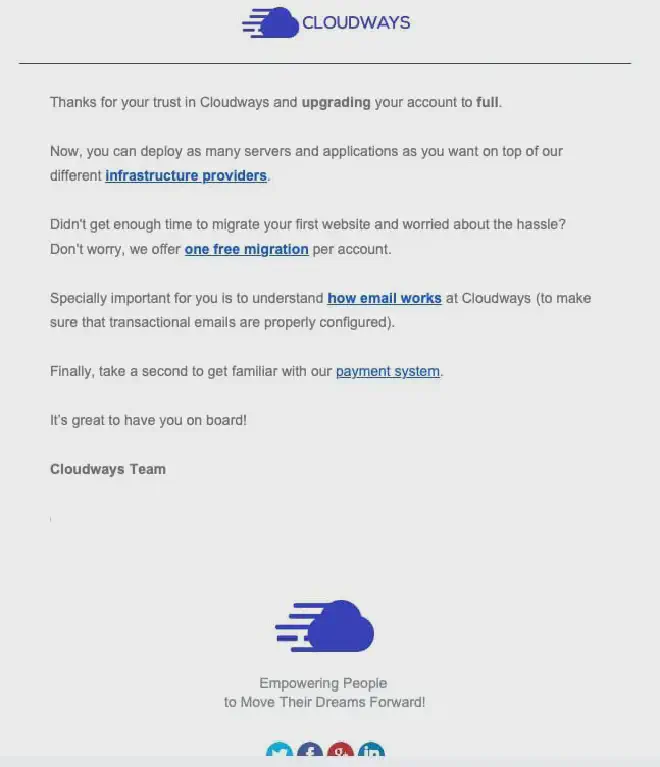 CLOUDWAYS
Thanks for your trust in Cloudways and upgrading your account to full.
Now, you can deploy as many servers and applications as you want on top of our
different infrastructure providers.
Didn't get enough time to migrate your first website and worried about the hassle?
Don't worry, we offer one free migration per account.
Specially important for you is to understand how email works at Cloudways (to make
sure that transactional emails are properly configured).
Finally, take a second to get familiar with our payment system.
It's great to have you on board!
Cloudways Team
Empowering People
to Move Their Dreams Forward!